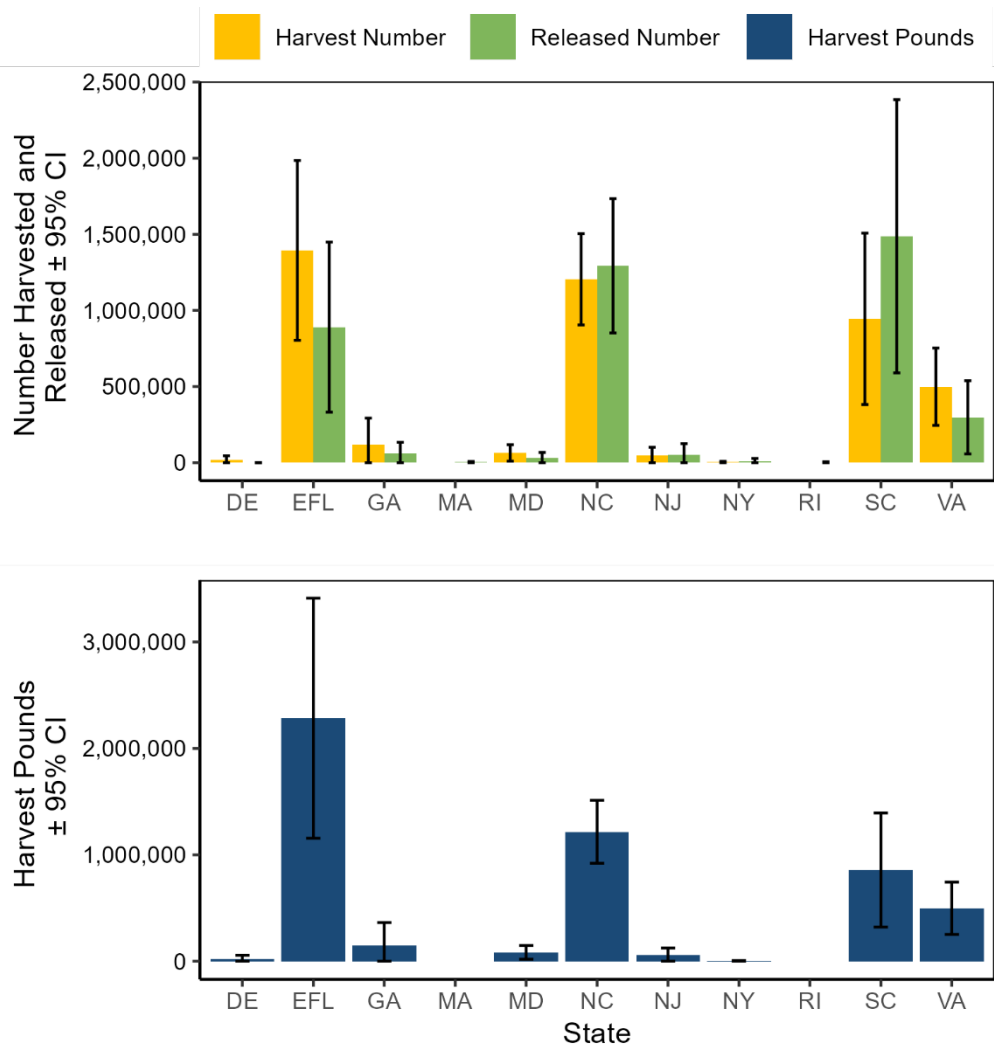 Harvest Number Released Number Harvest Pounds
Number Harvested and
Released ± 95% CI
2,500,000
2,000,000
1,500,000
1,000,000
500,000
0
DE EFL GA MA MD NC NJ NY RI SC VA
Harvest Pounds
± 95% CI
3,000,000
2,000,000
1,000,000
0
DE EFL GA MA MD NC NJ NY RI SC VA
State